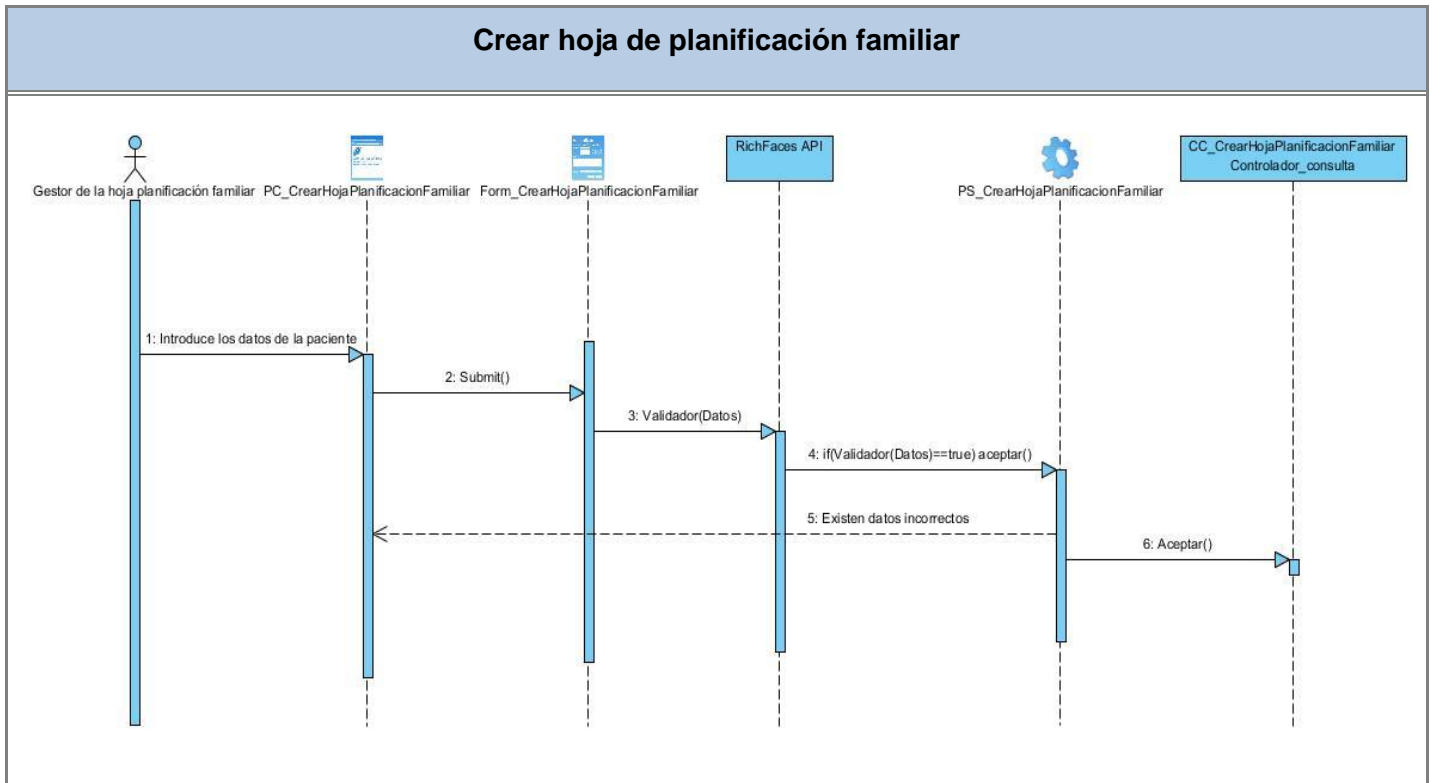 Crear hoja de planificación familiar
Gestor de la hoja planificación familiar
PC_CrearHojaPlanificacionFamiliar
Form_CrearHojaPlanificacionFamiliar
RichFaces API
PS_CrearHojaPlanificacionFamiliar
CC_CrearHojaPlanificacionFamiliar
Controlador_consulta
1: Introduce los datos de la paciente
2: Submit()
3: Validador(Datos)
4: if(Validador(Datos)==true) aceptar()
5: Existen datos incorrectos
6: Aceptar()